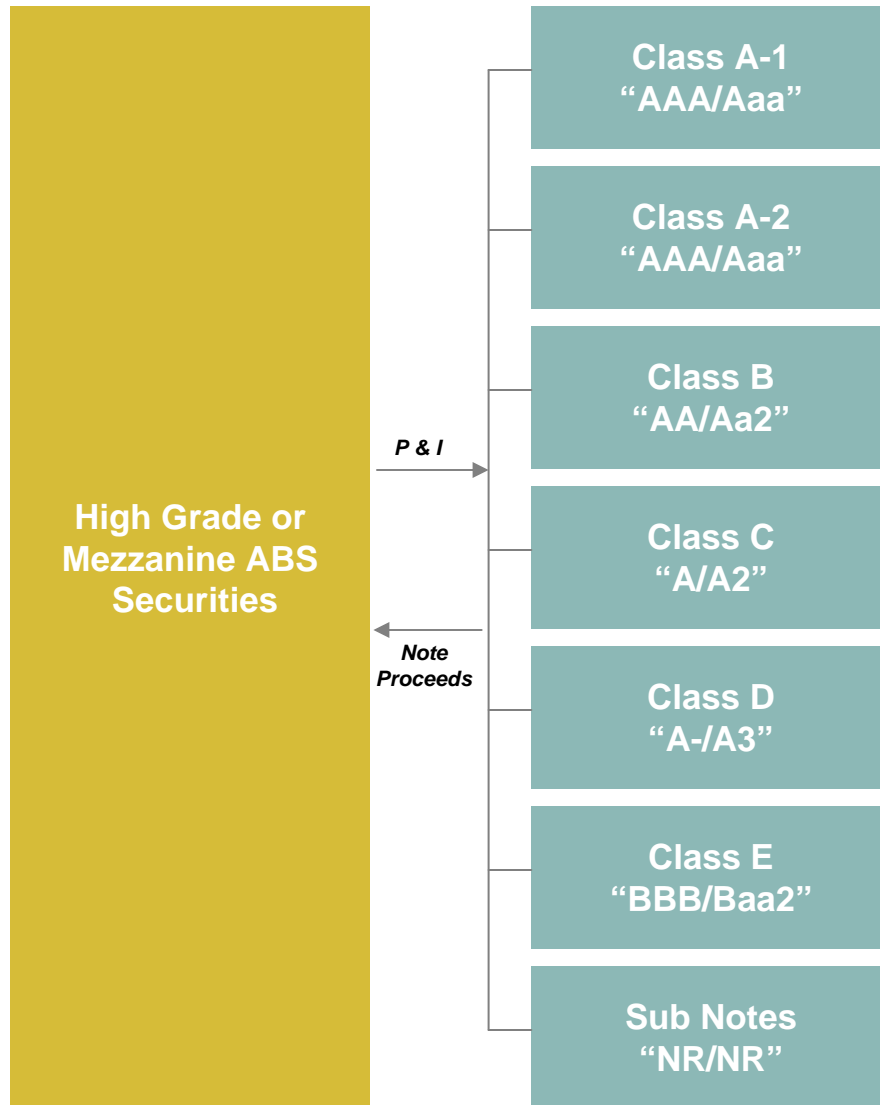 High Grade or
Mezzanine ABS
Securities
P & I
Note
Proceeds
Class A-1
“AAA/Aaa”
Class A-2
“AAA/Aaa”
Class B
“AA/Aa2”
Class C
“A/A2”
Class D
“A-/A3”
Class E
“BBB/Baa2”
Sub Notes
“NR/NR”